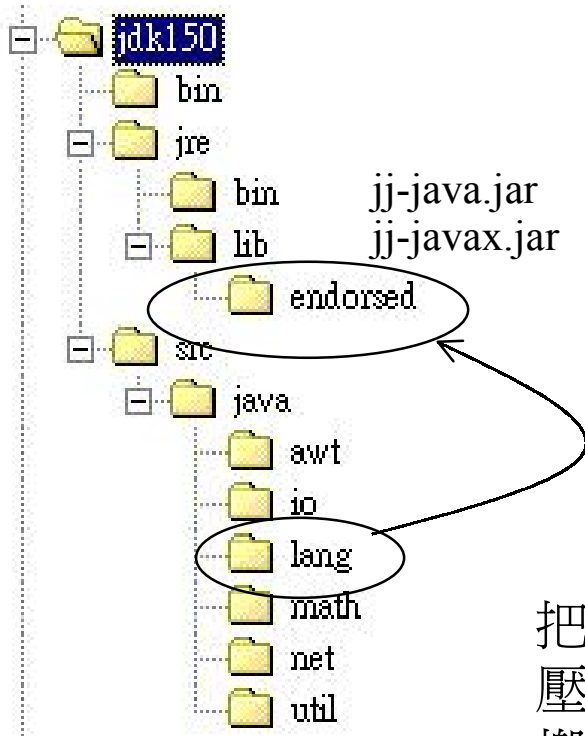 jdk150
bin
jre
bin jj-java.jar
lib jj-javax.jar
endorsed
src
java
awt
io
lang
math
把
net
壓
util